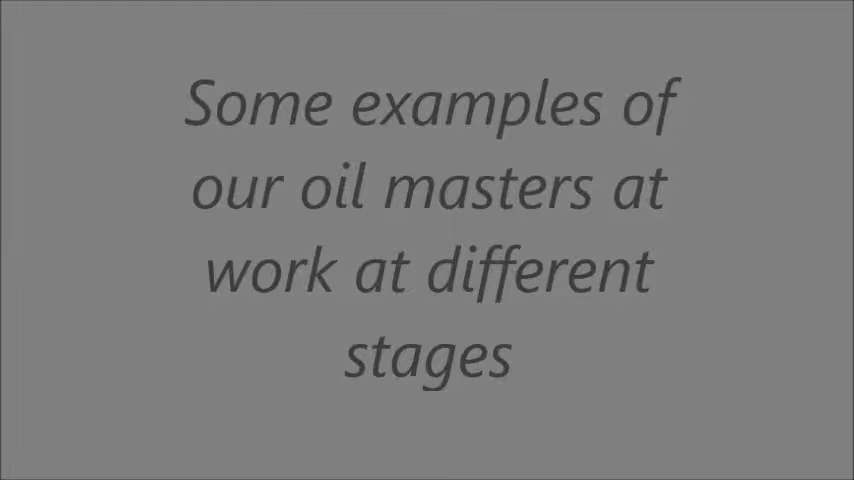 Some examples of
our oil masters at
work at different
stages